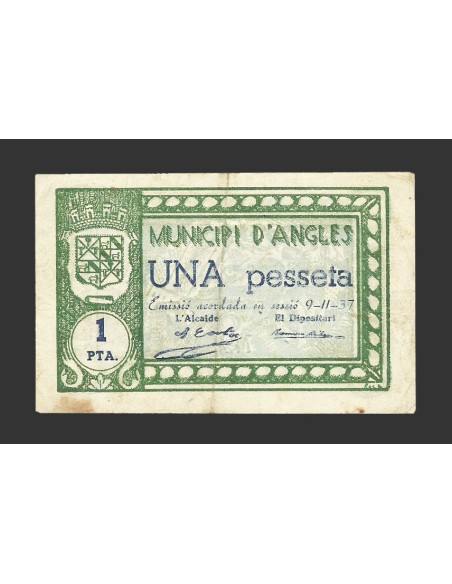 MUNICIPI D'ANGLES
UNA pesseta
Emissió acordada en sessió 9-11-37
L'Alcalde El Dipositari
1
PTA.